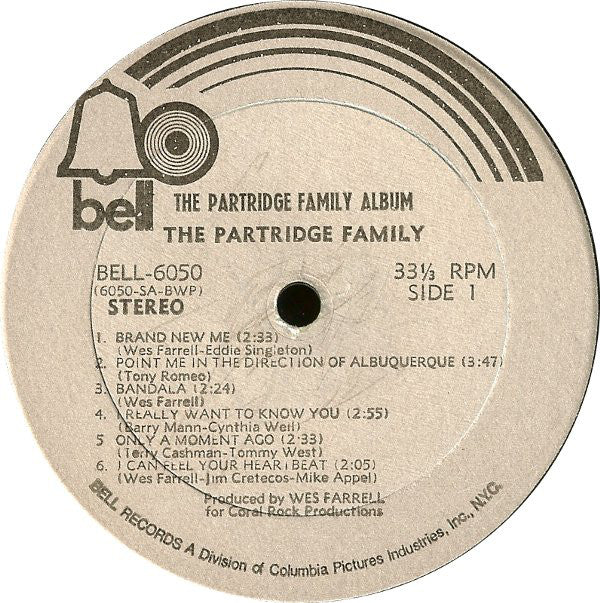 bell
THE PARTRIDGE FAMILY ALBUM
THE PARTRIDGE FAMILY
BELL-6050
(6050-SA-BWP)
STEREO
33⅓ RPM
SIDE 1
1. BRAND NEW ME (2:33)
(Wes Farrell-Eddie Singleton)
2. POINT ME IN THE DIRECTION OF ALBUQUERQUE (3:47)
(Tony Romeo)
3. BANDALA (2:24)
(Wes Farrell)
4. I REALLY WANT TO KNOW YOU (2:55)
(Barry Mann-Cynthia Weil)
5 ONLY A MOMENT AGO (2:33)
(Terry Cashman-Tommy West)
6. I CAN FEEL YOUR HEARTBEAT (2:05)
(Wes Farrell-Jim Cretecos-Mike Appel)
Produced by WES FARRELL
for Coral Rock Productions
BELL RECORDS A Division of Columbia Pictures Industries, Inc., N.Y.C.